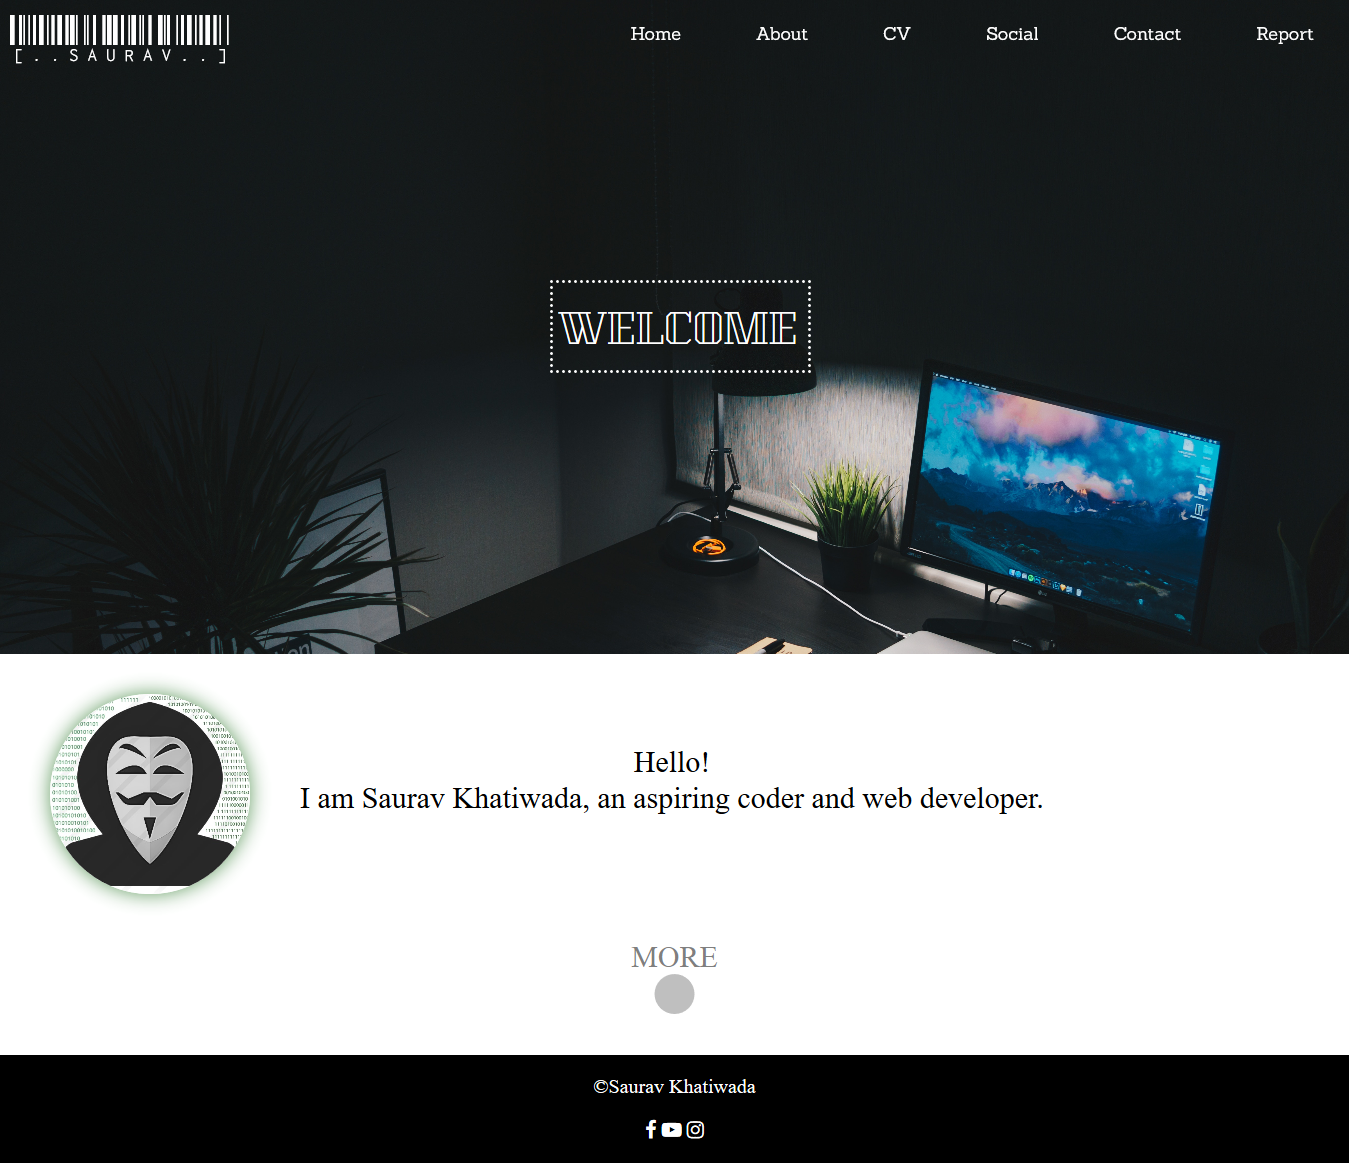 [..SAURAV..]
Home About CV Social Contact Report
WELCOME
Hello!
I am Saurav Khatiwada, an aspiring coder and web developer.
MORE
©Saurav Khatiwada